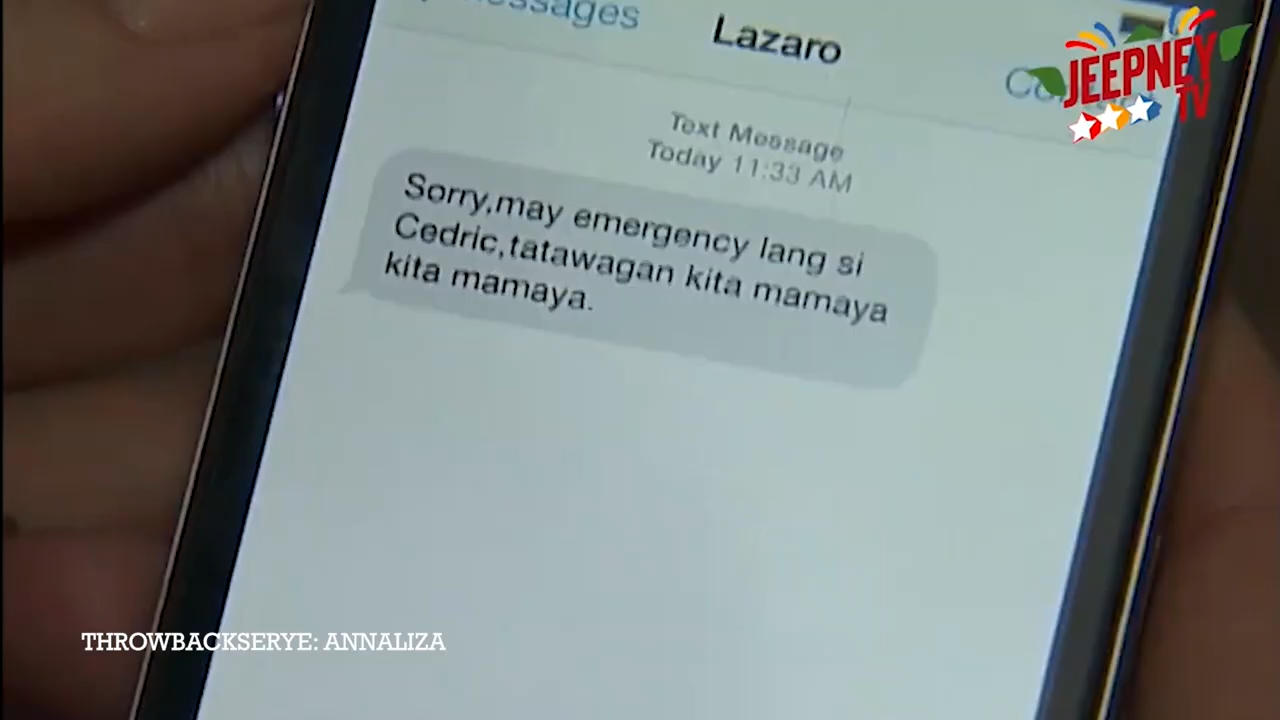 Messages
Lazaro
Text Message
Today 11:33 AM
Sorry,may emergency lang si
Cedric,tatawagan kita mamaya
kita mamaya.
JEEPNEY
TV
THROWBACKSERYE: ANNALIZA